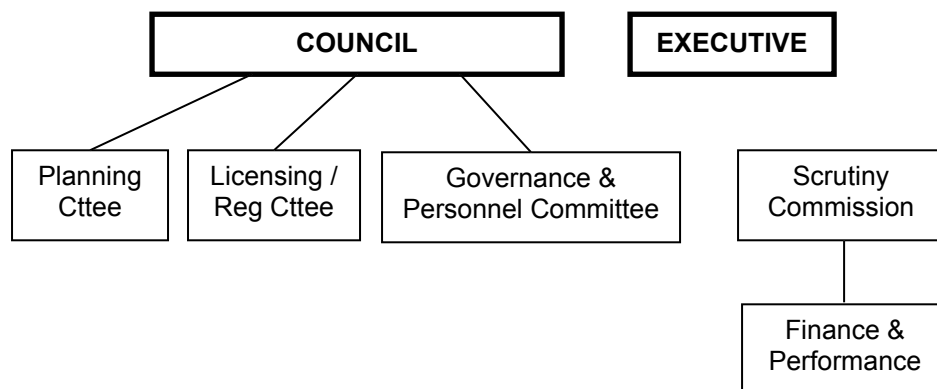 COUNCIL
EXECUTIVE
Planning
Cttee
Licensing /
Reg Cttee
Governance &
Personnel Committee
Scrutiny
Commission
Finance &
Performance